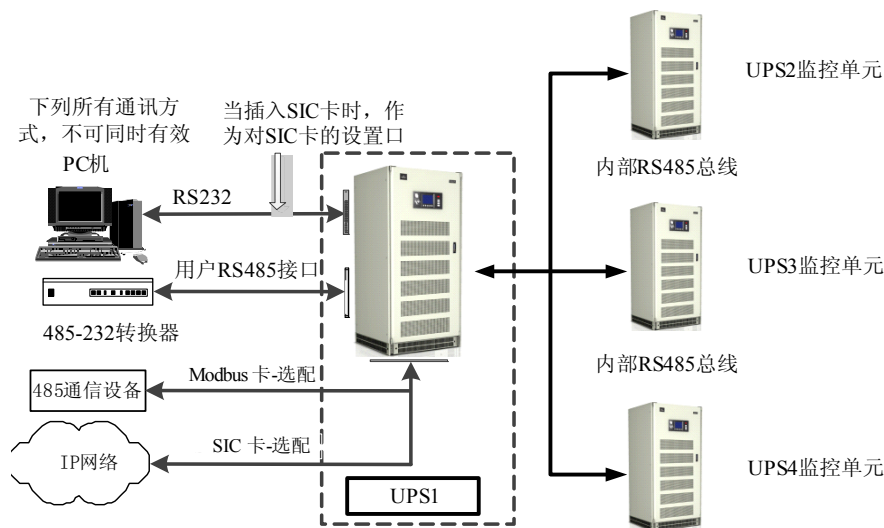 下列所有通讯方
式，不可同时有效
PC机
当插入SIC卡时，作
为对SIC卡的设置口
RS232
用户RS485接口
485-232转换器
Modbus 卡-选配
485通信设备
SIC 卡-选配
IP网络
UPS1
UPS2监控单元
内部RS485总线
UPS3监控单元
内部RS485总线
UPS4监控单元